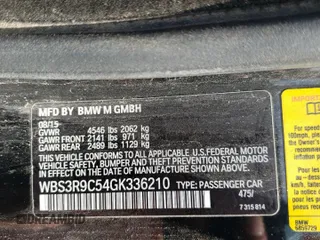 MFD BY BMW M GMBH
08/15
GVWR 4546 lbs 2062 kg
GAWR FRONT 2141 lbs 971 kg
GAWR REAR 2489 lbs 1129 kg
THIS VEHICLE CONFORMS TO ALL APPLICABLE
FEDERAL MOTOR VEHICLE SAFETY,
BUMPER, AND THEFT PREVENTION STANDARDS
IN EFFECT ON THE DATE OF
MANUFACTURE SHOWN ABOVE.
WBS3R9C54GK336210 TYPE: PASSENGER CAR
475/
7 315 814
BMW